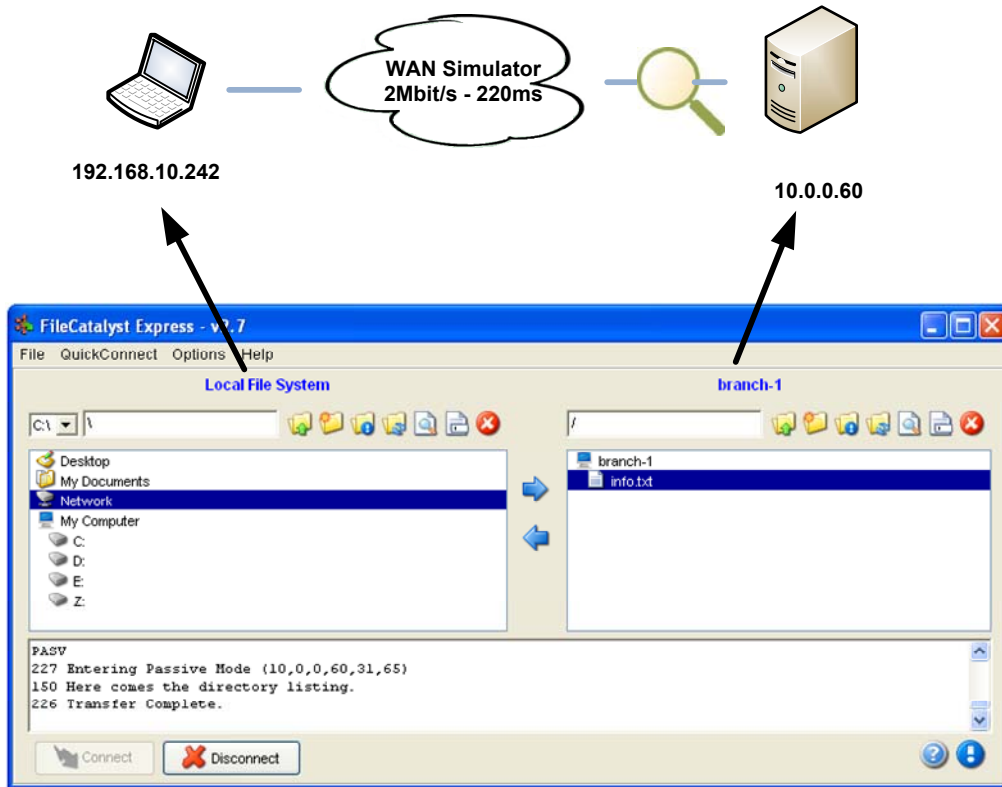 WAN Simulator
2Mbit/s - 220ms
192.168.10.242
10.0.0.60
FileCatalyst Express -
File QuickConnect Options Help
Local File System
branch-1
C:\ \
/
Desktop
My Documents
Network
My Computer
C:
D:
E:
Z:
branch-1
info.txt
PASV
227 Entering Passive Mode (10,0,0,60,31,65)
150 Here comes the directory listing.
226 Transfer Complete.
Connect
Disconnect